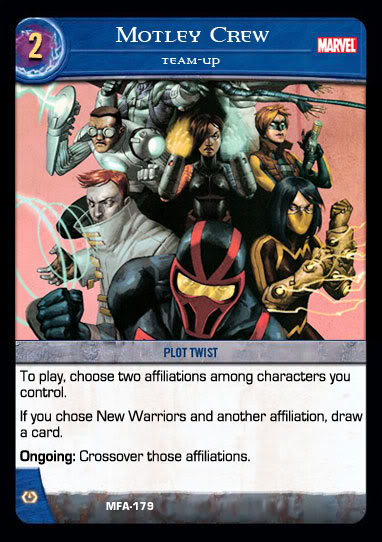 2
MOTLEY CREW
MARVEL
TEAM-UP
PLOT TWIST
To play, choose two affiliations among characters you
control.
If you chose New Warriors and another affiliation, draw
a card.
Ongoing: Crossover those affiliations.
MFA-179